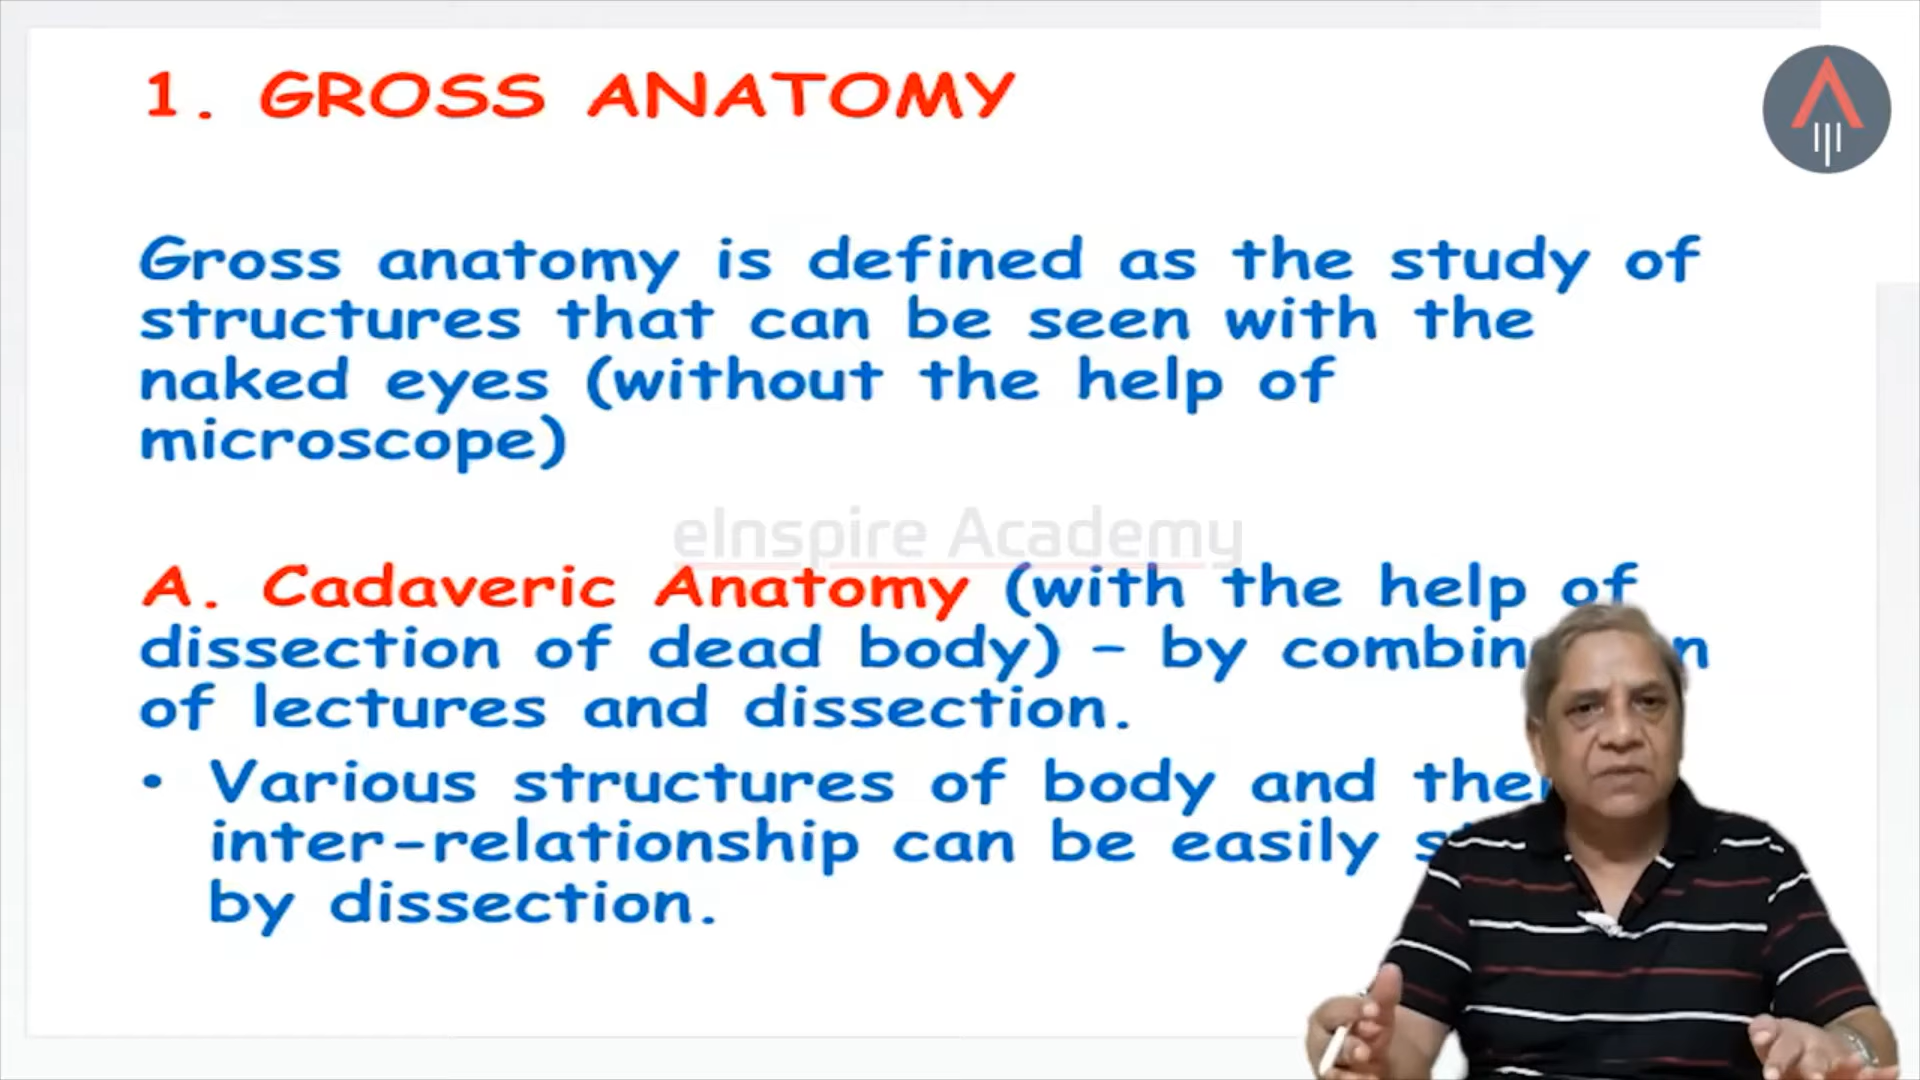 1. GROSS ANATOMY
Gross anatomy is defined as the study of
structures that can be seen with the
naked eyes (without the help of
microscope)
eInspire Academy
A. Cadaveric Anatomy (with the help of
dissection of dead body) – by
of lectures and dissection.
• Various structures of body and
inter-relationship can be easily
by dissection.